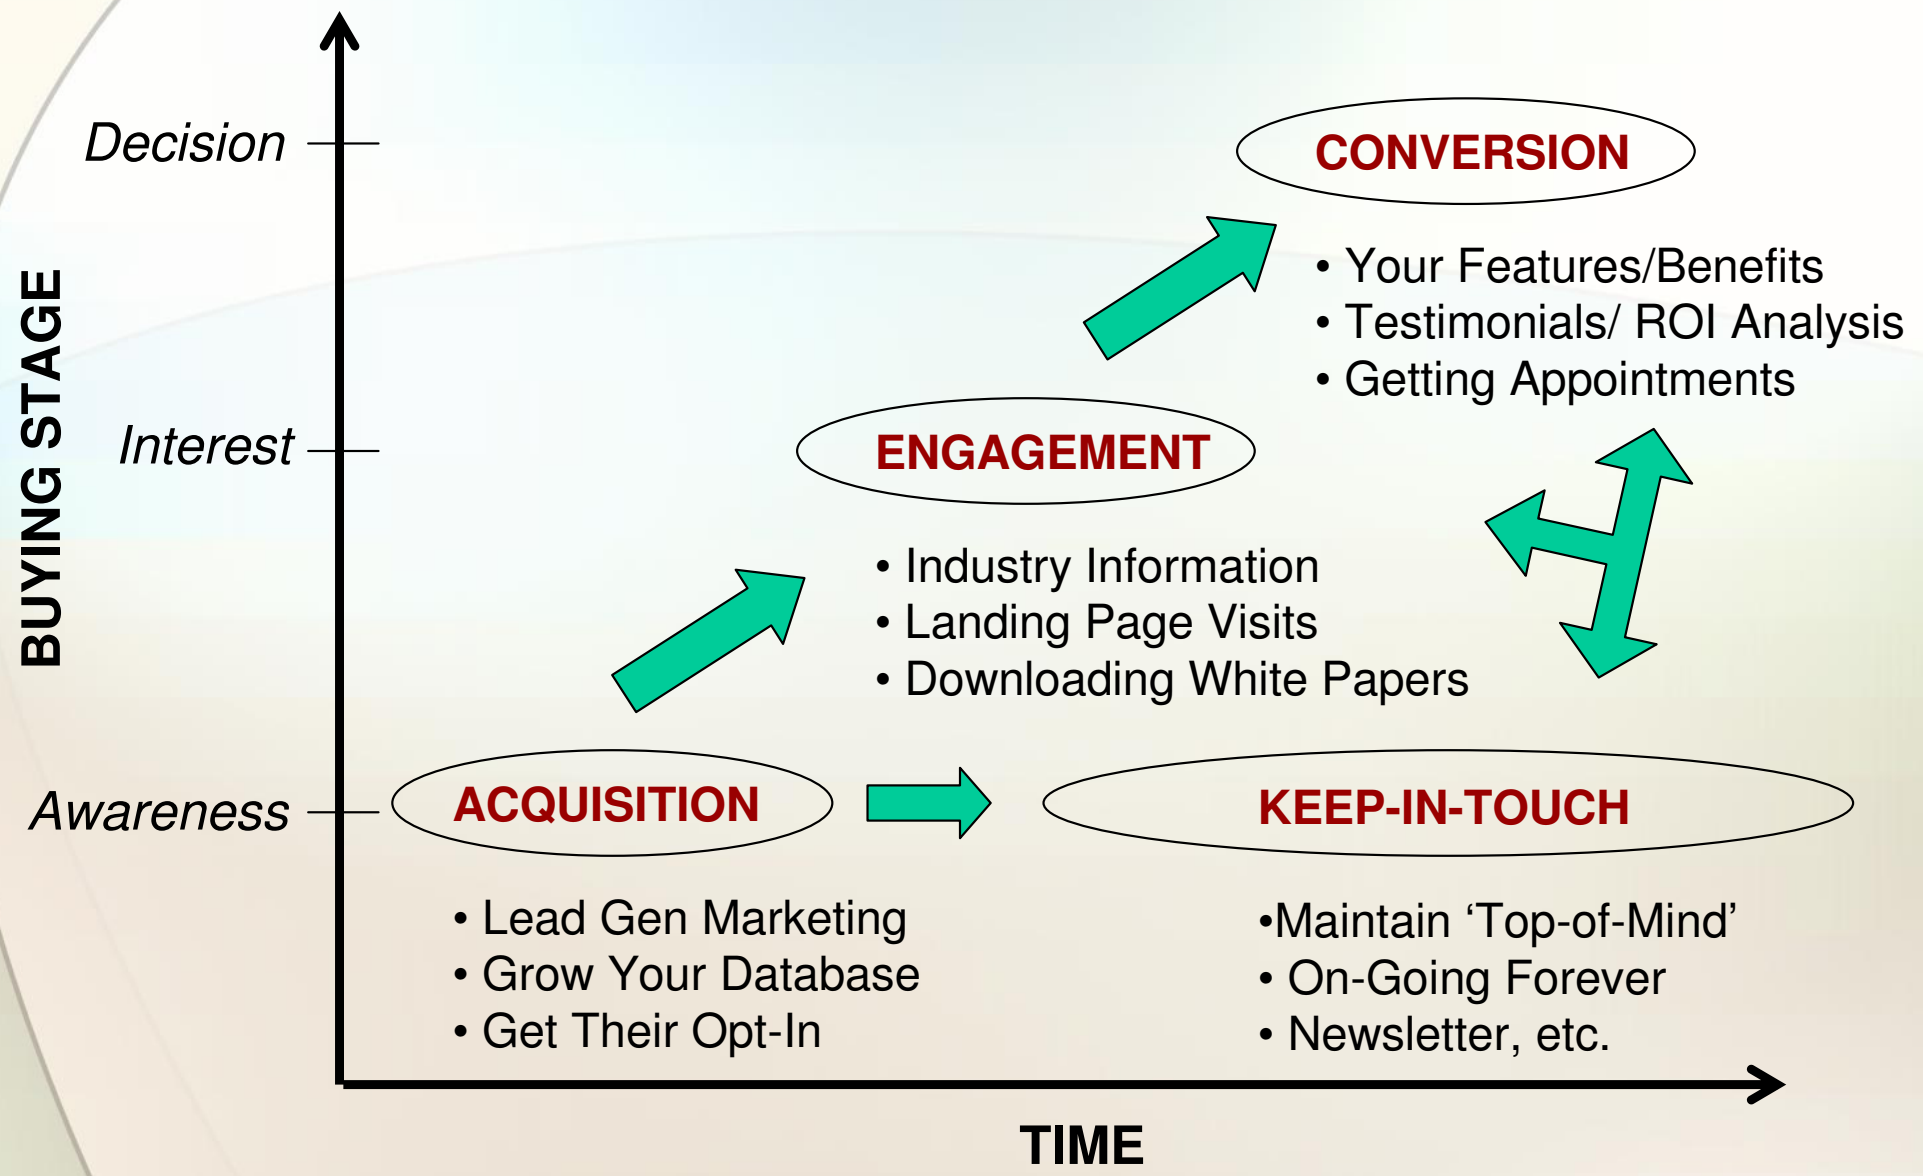 Decision
CONVERSION
• Your Features/Benefits
• Testimonials/ ROI Analysis
• Getting Appointments
BUYING STAGE
Interest
ENGAGEMENT
• Industry Information
• Landing Page Visits
• Downloading White Papers
Awareness
ACQUISITION
• Lead Gen Marketing
• Grow Your Database
• Get Their Opt-In
KEEP-IN-TOUCH
•Maintain ‘Top-of-Mind’
• On-Going Forever
• Newsletter, etc.
TIME